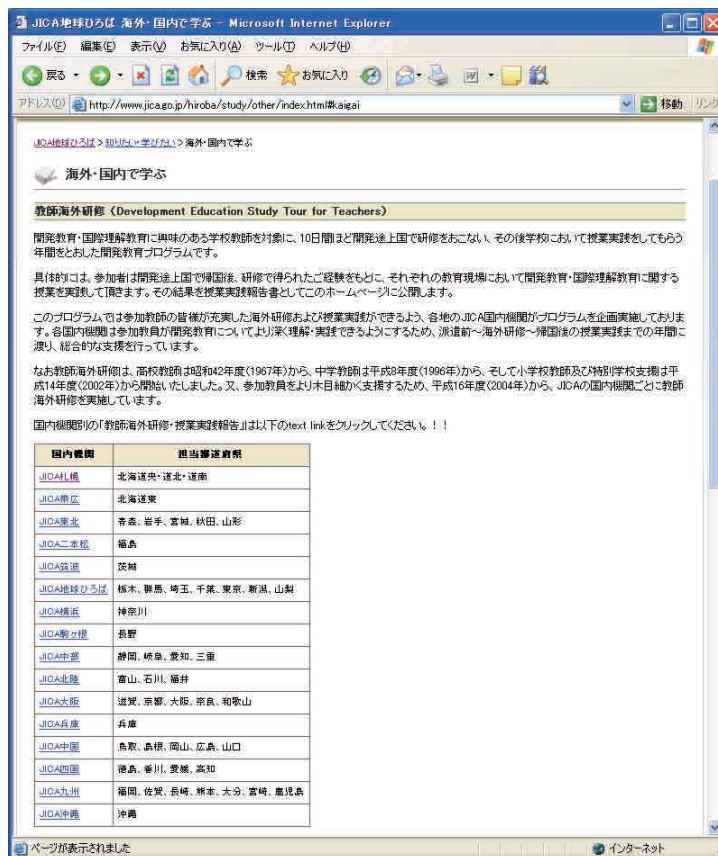 JICA地球ひろば 海外・国内で学ぶ - Microsoft Internet Explorer
ファイル(F) 編集(E) 表示(V) お気に入り(A) ツール(T) ヘルプ(H)
戻る 検索 お気に入り
アドレス(D) http://www.jica.go.jp/hiroba/study/other/index.html#kaigai 移動 リンク
JICA地球ひろば > 知りたい・学びたい > 海外・国内で学ぶ
海外・国内で学ぶ
教師海外研修 (Development Education Study Tour for Teachers)
開発教育・国際理解教育に興味のある学校教師を対象に、10日間ほど開発途上国で研修をおこない、その後学校において授業実践をしてもらう
年間をとおした開発教育プログラムです。
具体的には、参加者は開発途上国で帰国後、研修で得られたご経験をもとに、それぞれの教育現場において開発教育・国際理解教育に関する
授業を実践して頂きます。その結果を授業実践報告書としてこのホームページに公開します。
このプログラムでは参加教師の皆様が充実した海外研修および授業実践ができるよう、各地のJICA国内機関がプログラムを企画実施しておりま
す。各国内機関は参加教員が開発教育についてより深く理解・実践できるようにするため、派遣前～海外研修～帰国後の授業実践までの年間に
渡り、総合的な支援を行っています。
なお教師海外研修は、高校教師は昭和42年度(1967年)から、中学教師は平成8年度(1996年)から、そして小学校教師及び特別学校支援は平
成14年度(2002年)から開始いたしました。又、参加教員をより木目細かく支援するため、平成16年度(2004年)から、JICAの国内機関ごとに教師
海外研修を実施しています。
国内機関別の「教師海外研修・授業実践報告」は以下のtext linkをクリックしてください。！！
国内機関 担当都道府県
JICA札幌 北海道央・道北・道南
JICA帯広 北海道東
JICA東北 青森、岩手、宮城、秋田、山形
JICA二本松 福島
JICA筑波 茨城
JICA地球ひろば 栃木、群馬、埼玉、千葉、東京、新潟、山梨
JICA横浜 神奈川
JICA駒ヶ根 長野
JICA中部 静岡、岐阜、愛知、三重
JICA北陸 富山、石川、福井
JICA大阪 滋賀、京都、大阪、奈良、和歌山
JICA兵庫 兵庫
JICA中国 鳥取、島根、岡山、広島、山口
JICA四国 徳島、香川、愛媛、高知
JICA九州 福岡、佐賀、長崎、熊本、大分、宮崎、鹿児島
JICA沖縄 沖縄
ページが表示されました インターネット